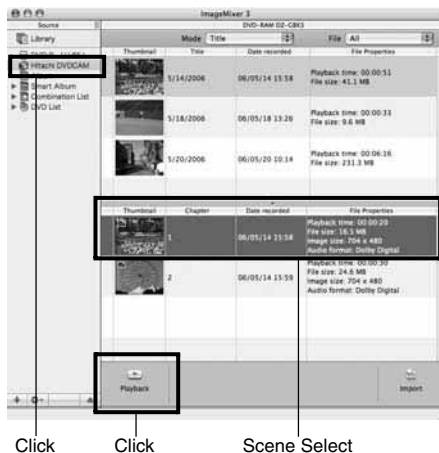 ImageMixer 3
Source
DVD-RAM DZ-CBK3
Library
Mode Title
File All
Hitachi DVDCAM
Smart Album
Combination List
DVD List
Thumbnail Title Date recorded File Properties
5/14/2006 06/05/14 15:58 Playback time: 00:00:51
File size: 41.1 MB
5/18/2006 06/05/18 13:26 Playback time: 00:00:33
File size: 9.6 MB
5/20/2006 06/05/20 10:14 Playback time: 00:06:16
File size: 231.3 MB
Thumbnail Chapter Date recorded File Properties
1 06/05/14 15:58 Playback time: 00:00:20
File size: 16.5 MB
Image size: 704 x 480
Audio format: Dolby Digital
2 06/05/14 15:59 Playback time: 00:00:30
File size: 24.6 MB
Image size: 704 x 480
Audio format: Dolby Digital
Playback
Import
Click Click Scene Select